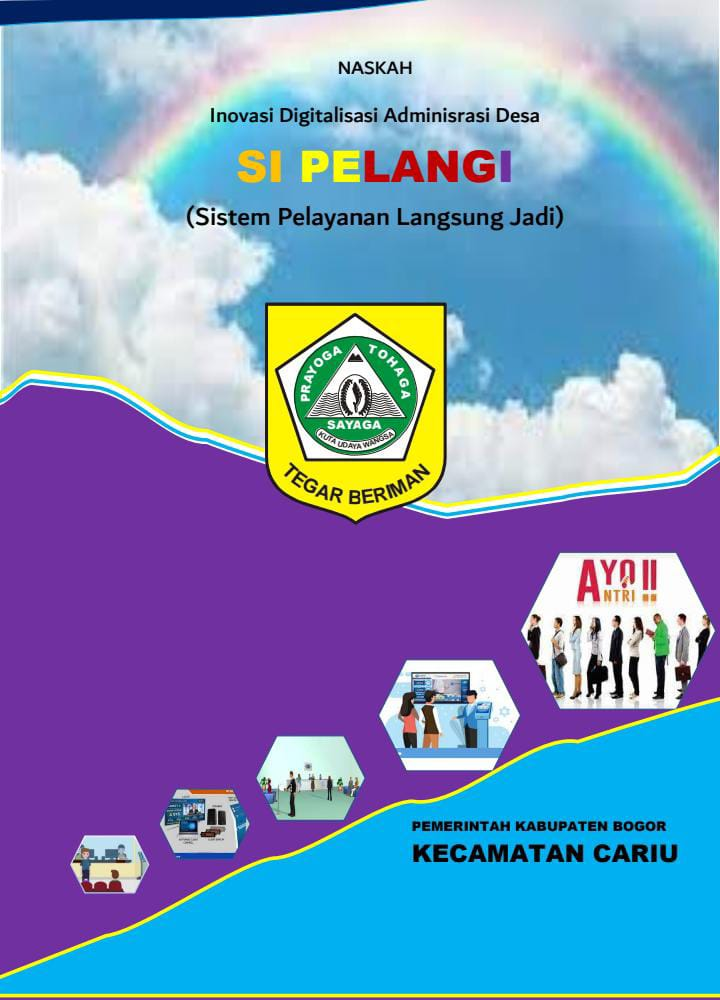 NASKAH
Inovasi Digitalisasi Adminisrasi Desa
SI PELANGI
(Sistem Pelayanan Langsung Jadi)
PRAYOGA TOHAGA
SAYAGA
KUTA UDAYA WANGSA
TEGAR BERIMAN
AYO !!
NTRI
PEMERINTAH KABUPATEN BOGOR
KECAMATAN CARIU